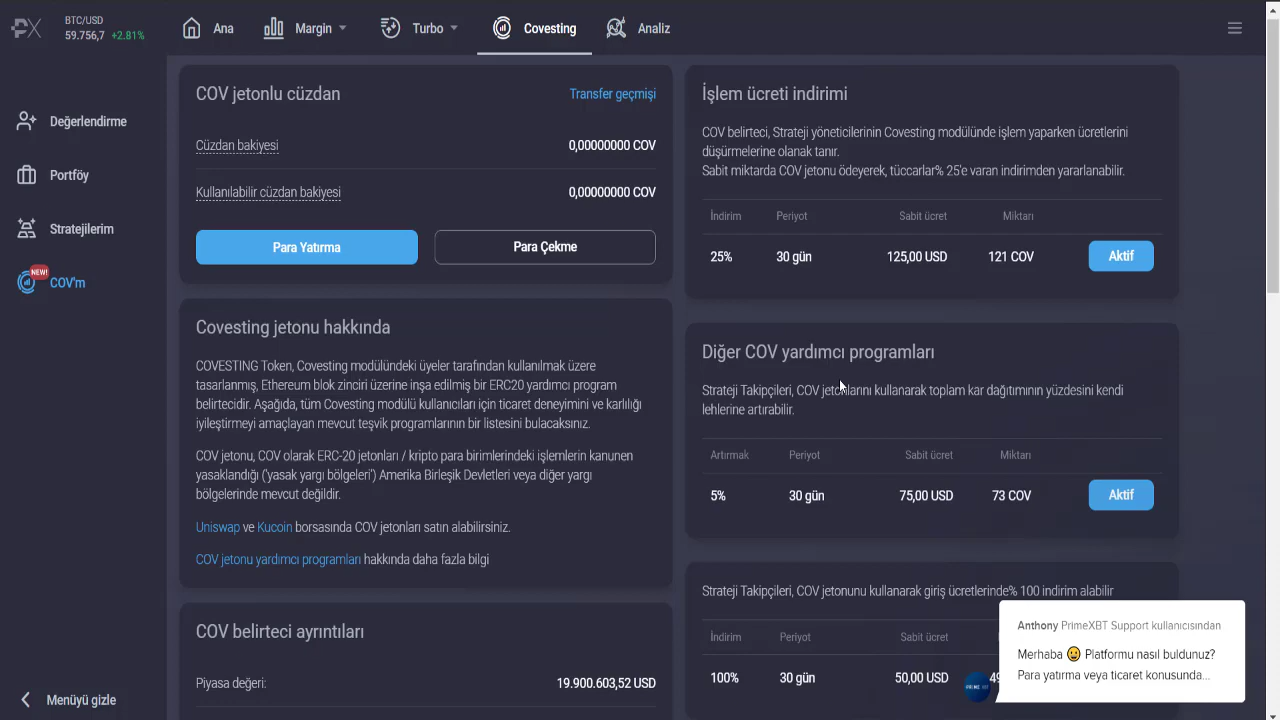 BTC/USD
59.756,7 +2.81%
Ana
Margin
Turbo
Covesting
Analiz
Değerlendirme
Portföy
Stratejilerim
NEW!
COV'm
Menüyü gizle
COV jetonlu cüzdan
Transfer geçmişi
Cüzdan bakiyesi 0,00000000 COV
Kullanılabilir cüzdan bakiyesi 0,00000000 COV
Para Yatırma
Para Çekme
Covesting jetonu hakkında
COVESTING Token, Covesting modülündeki üyeler tarafından kullanılmak üzere
tasarlanmış, Ethereum blok zinciri üzerine inşa edilmiş bir ERC20 yardımcı program
belirtecidir. Aşağıda, tüm Covesting modülü kullanıcıları için ticaret deneyimini ve karlılığı
iyileştirmeyi amaçlayan mevcut teşvik programlarının bir listesini bulacaksınız.
COV jetonu, COV olarak ERC-20 jetonları / kripto para birimlerindeki işlemlerin kanunen
yasaklandığı ('yasak yargı bölgeleri') Amerika Birleşik Devletleri veya diğer yargı
bölgelerinde mevcut değildir.
Uniswap ve Kucoin borsasında COV jetonları satın alabilirsiniz.
COV jetonu yardımcı programları hakkında daha fazla bilgi
COV belirteci ayrıntıları
Piyasa değeri: 19.900.603,52 USD
İşlem ücreti indirimi
COV belirteci, Strateji yöneticilerinin Covesting modülünde işlem yaparken ücretlerini
düşürmelerine olanak tanır.
Sabit miktarda COV jetonu ödeyerek, tüccarlar% 25'e varan indirimden yararlanabilir.
İndirim Periyot Sabit ücret Miktarı
25% 30 gün 125,00 USD 121 COV Aktif
Diğer COV yardımcı programları
Strateji Takipçileri, COV jetonlarını kullanarak toplam kar dağıtımının yüzdesini kendi
lehlerine artırabilir.
Artırmak Periyot Sabit ücret Miktarı
5% 30 gün 75,00 USD 73 COV Aktif
Strateji Takipçileri, COV jetonunu kullanarak giriş ücretlerinde% 100 indirim alabilir
İndirim Periyot Sabit ücret
100% 30 gün 50,00 USD
Anthony PrimeXBT Support kullanıcısından
Merhaba 😀 Platformu nasıl buldunuz?
Para yatırma veya ticaret konusunda...